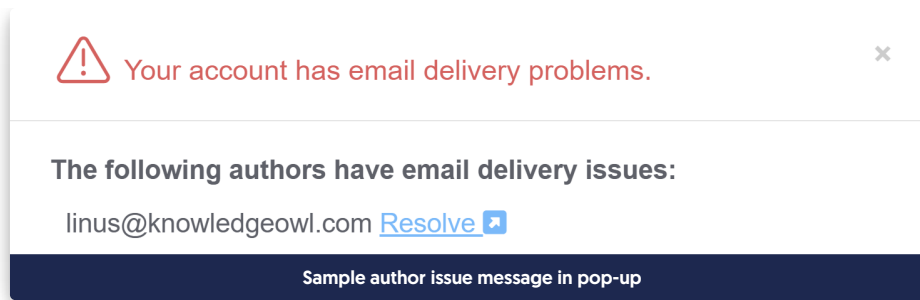 Your account has email delivery problems.
×
The following authors have email delivery issues:
linus@knowledgeowl.com Resolve
Sample author issue message in pop-up